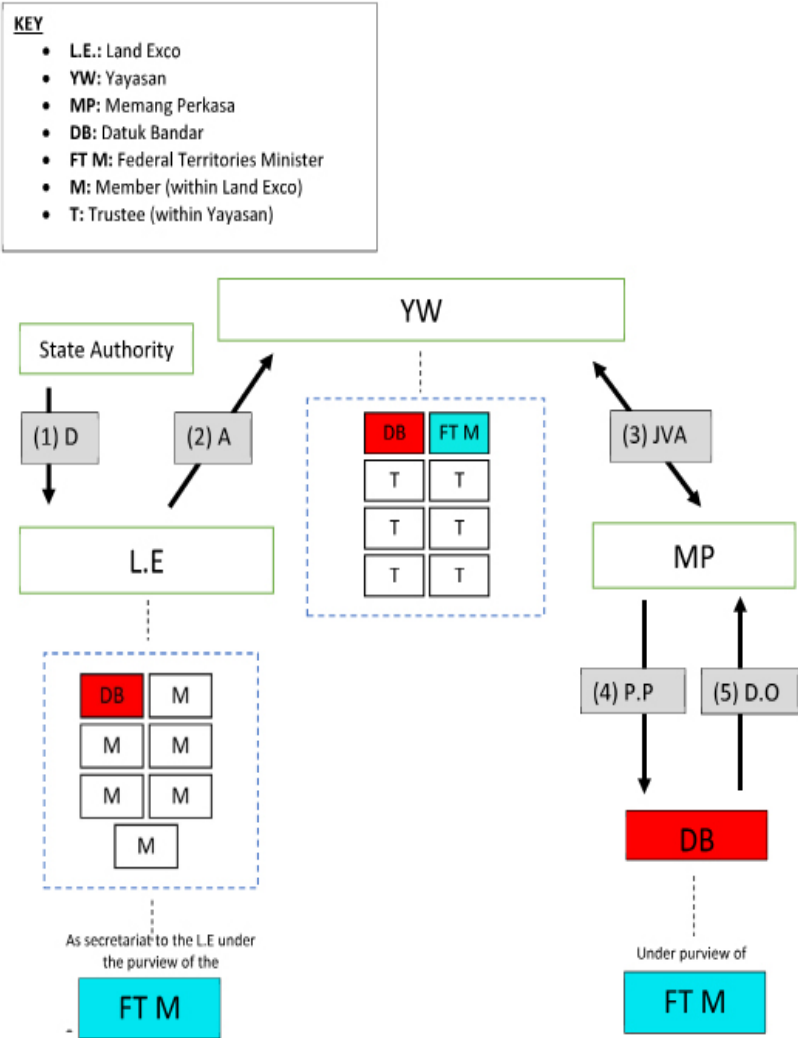 KEY
• L.E.: Land Exco
• YW: Yayasan
• MP: Memang Perkasa
• DB: Datuk Bandar
• FT M: Federal Territories Minister
• M: Member (within Land Exco)
• T: Trustee (within Yayasan)
YW
State Authority
(1) D
(2) A
DB FT M
T T
T T
T T
(3) JVA
L.E
MP
DB M
M M
M M
M
(4) P.P
(5) D.O
DB
As secretariat to the L.E under
the purview of the
FT M
Under purview of
FT M